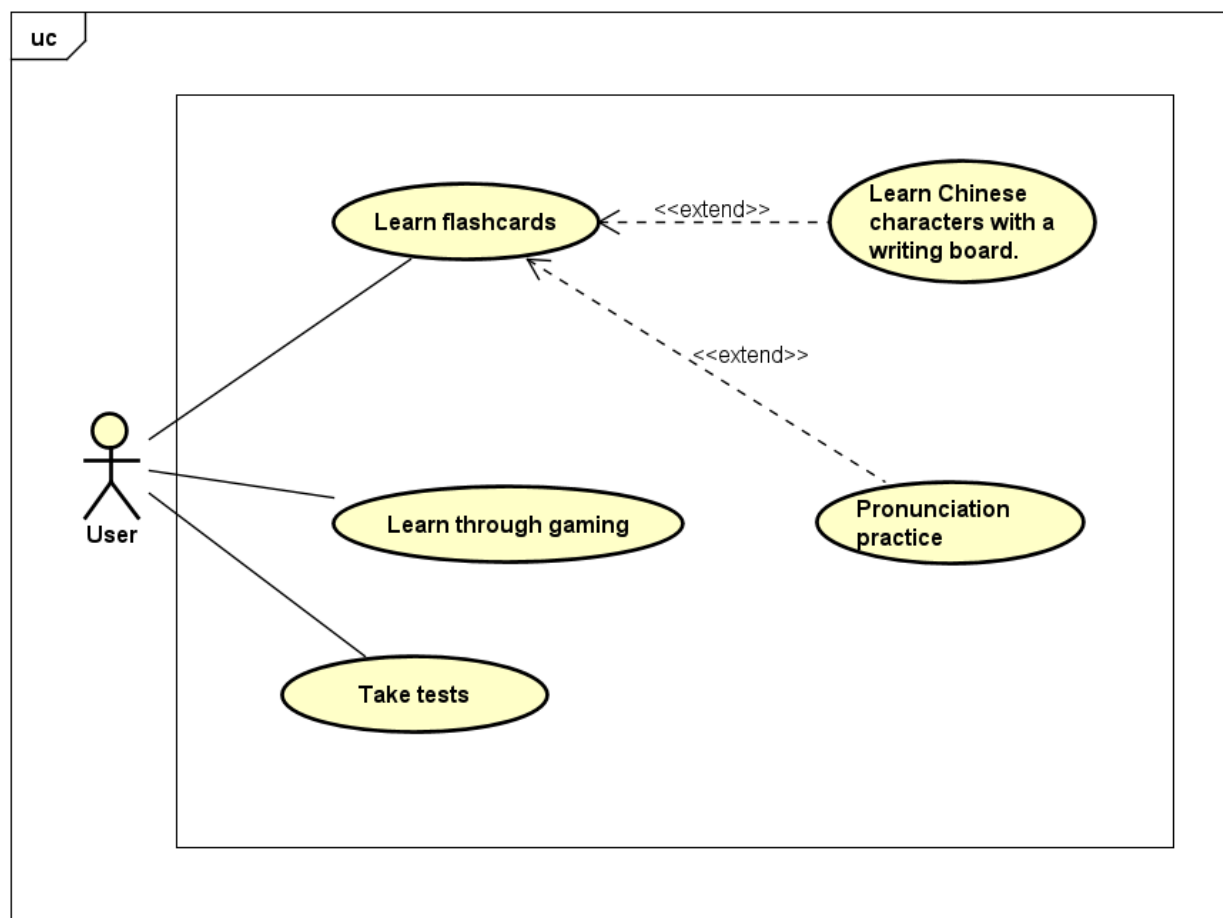 uc
Learn flashcards
<<extend>>
Learn Chinese
characters with a
writing board.
<<extend>>
User
Learn through gaming
Pronunciation
practice
Take tests